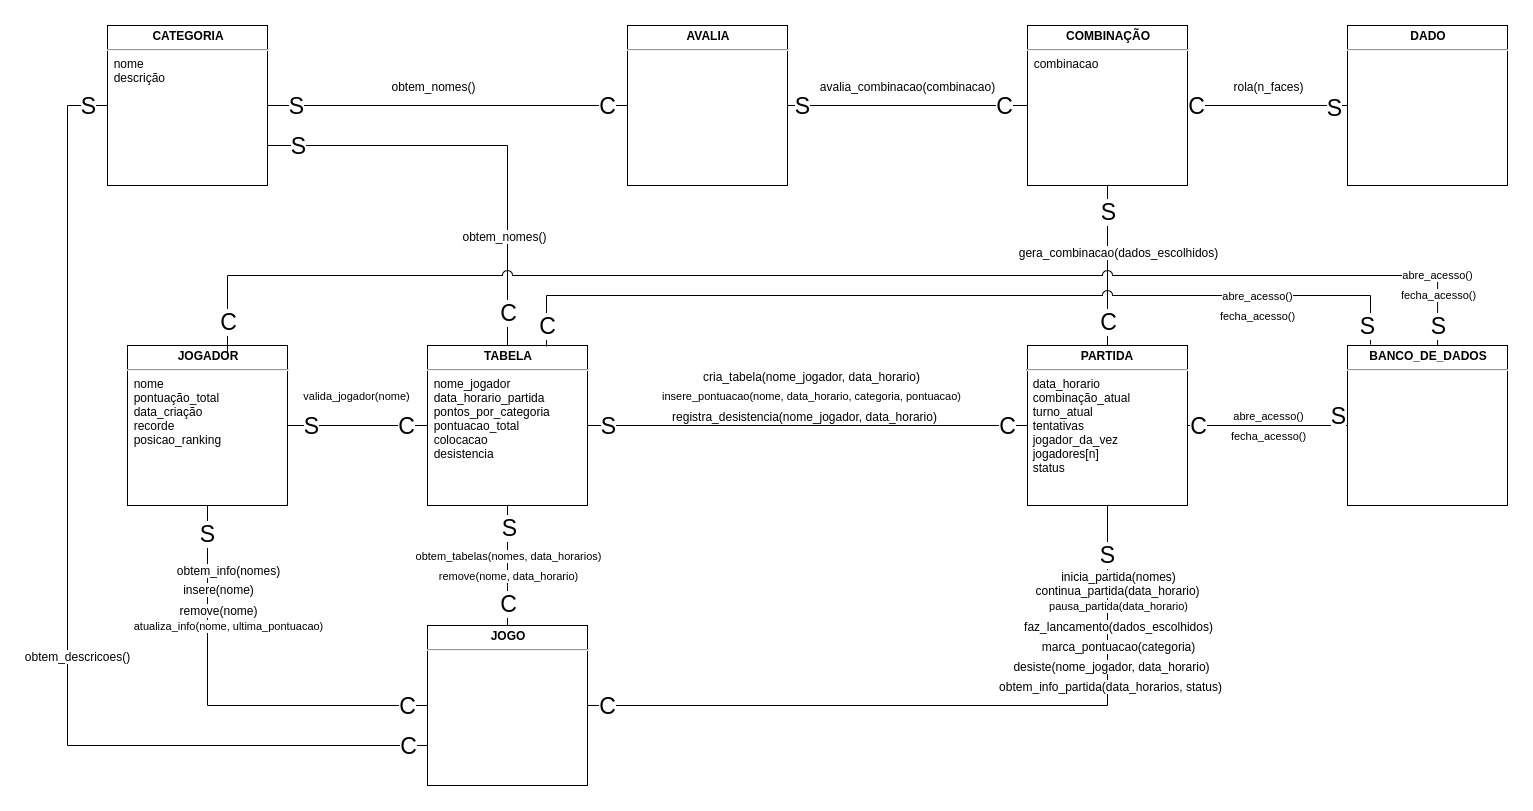 CATEGORIA
nome
descrição
AVALIA
COMBINAÇÃO
combinacao
DADO
S
S
obtem_nomes()
C
S
avalia_combinacao(combinacao)
C
C
rola(n_faces)
S
S
obtem_nomes()
C
S
gera_combinacao(dados_escolhidos)
C
abre_acesso()
fecha_acesso()
S
C
abre_acesso()
fecha_acesso()
S
C
JOGADOR
nome
pontuação_total
data_criação
recorde
posicao_ranking
S
valida_jogador(nome)
C
TABELA
nome_jogador
data_horario_partida
pontos_por_categoria
pontuacao_total
colocacao
desistencia
cria_tabela(nome_jogador, data_horario)
insere_pontuacao(nome, data_horario, categoria, pontuacao)
registra_desistencia(nome_jogador, data_horario)
S
C
PARTIDA
data_horario
combinação_atual
turno_atual
tentativas
jogador_da_vez
jogadores[n]
status
C
abre_acesso()
fecha_acesso()
S
BANCO_DE_DADOS
S
obtem_info(nomes)
insere(nome)
remove(nome)
atualiza_info(nome, ultima_pontuacao)
C
S
obtem_tabelas(nomes, data_horarios)
remove(nome, data_horario)
C
JOGO
S
inicia_partida(nomes)
continua_partida(data_horario)
pausa_partida(data_horario)
faz_lancamento(dados_escolhidos)
marca_pontuacao(categoria)
desiste(nome_jogador, data_horario)
obtem_info_partida(data_horarios, status)
C
obtem_descricoes()
C